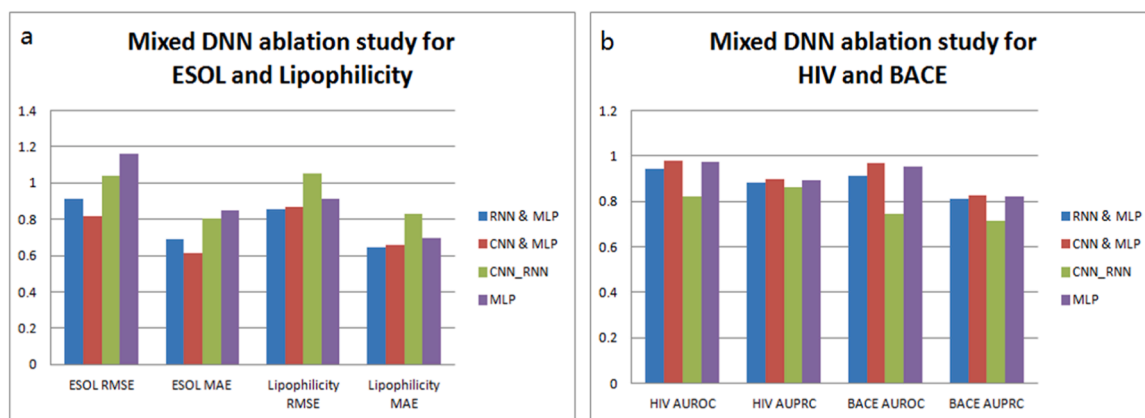 a
Mixed DNN ablation study for
ESOL and Lipophilicity
1.4
1.2
1
0.8
0.6
0.4
0.2
0
ESOL RMSE
ESOL MAE
Lipophilicity
RMSE
Lipophilicity
MAE
RNN & MLP
CNN & MLP
CNN_RNN
MLP
b
Mixed DNN ablation study for
HIV and BACE
1.2
1
0.8
0.6
0.4
0.2
0
HIV AUROC
HIV AUPRC
BACE AUROC
BACE AUPRC
RNN & MLP
CNN & MLP
CNN_RNN
MLP